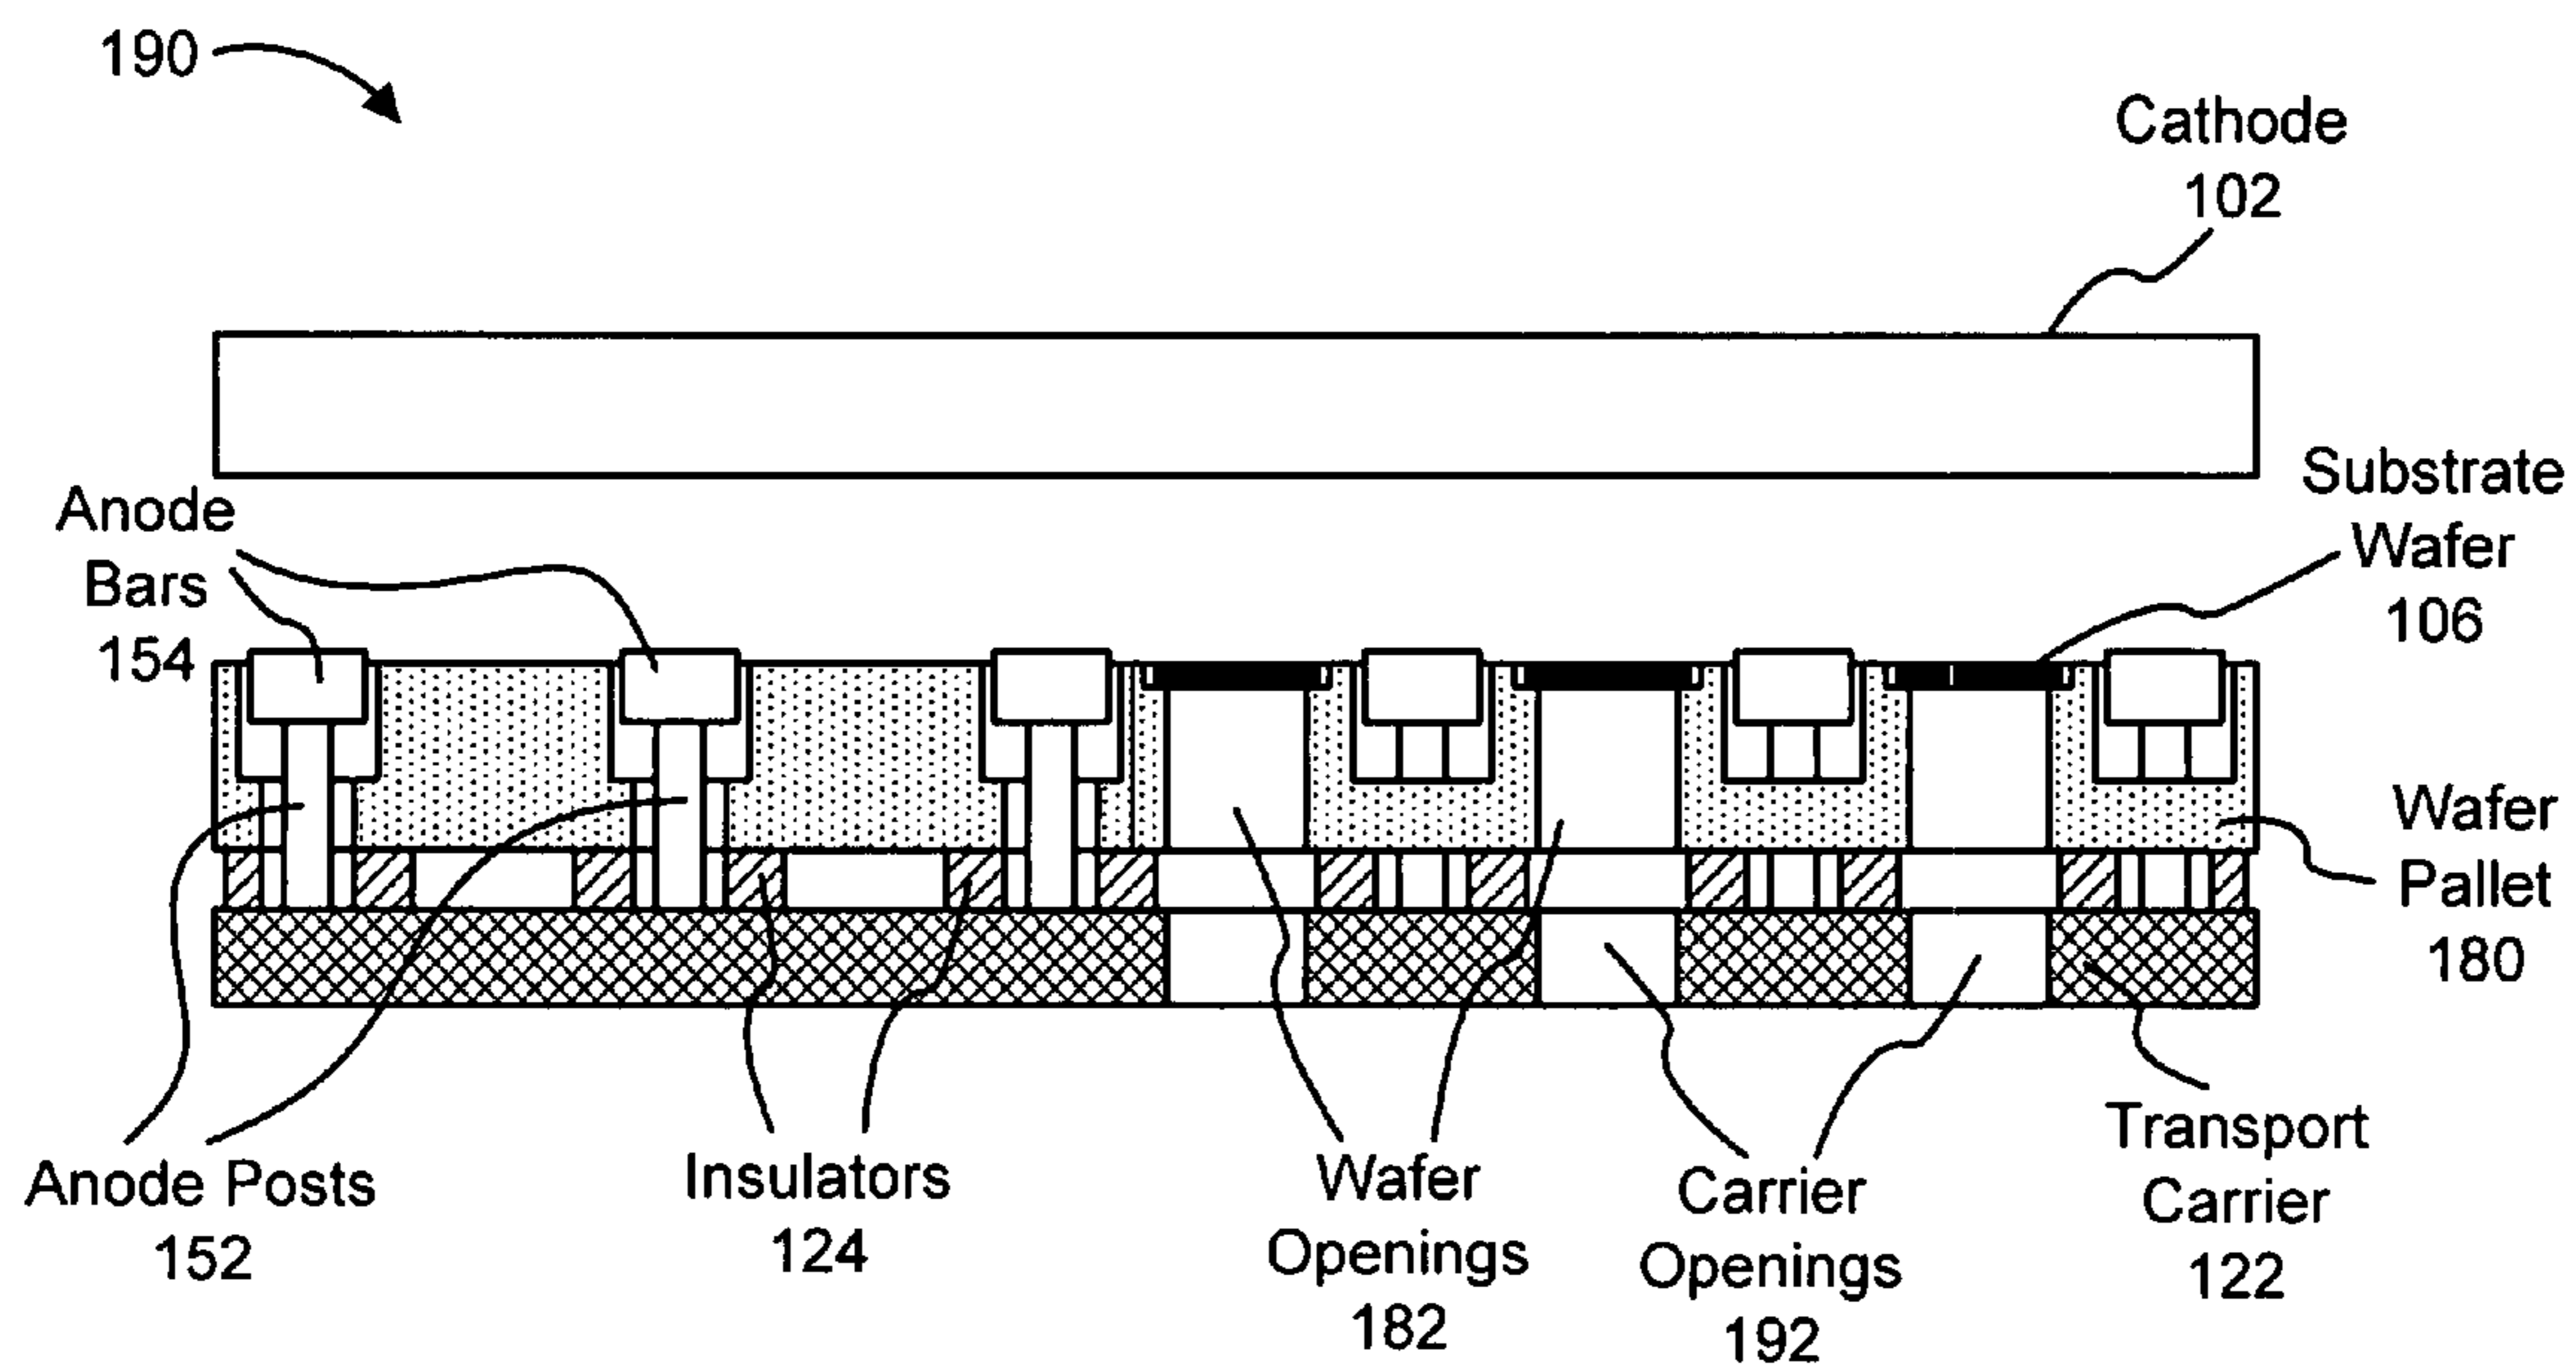 190
Cathode
102
Substrate
Wafer
106
Anode
Bars
154
Wafer
Pallet
180
Anode Posts
152
Insulators
124
Wafer
Openings
182
Carrier
Openings
192
Transport
Carrier
122